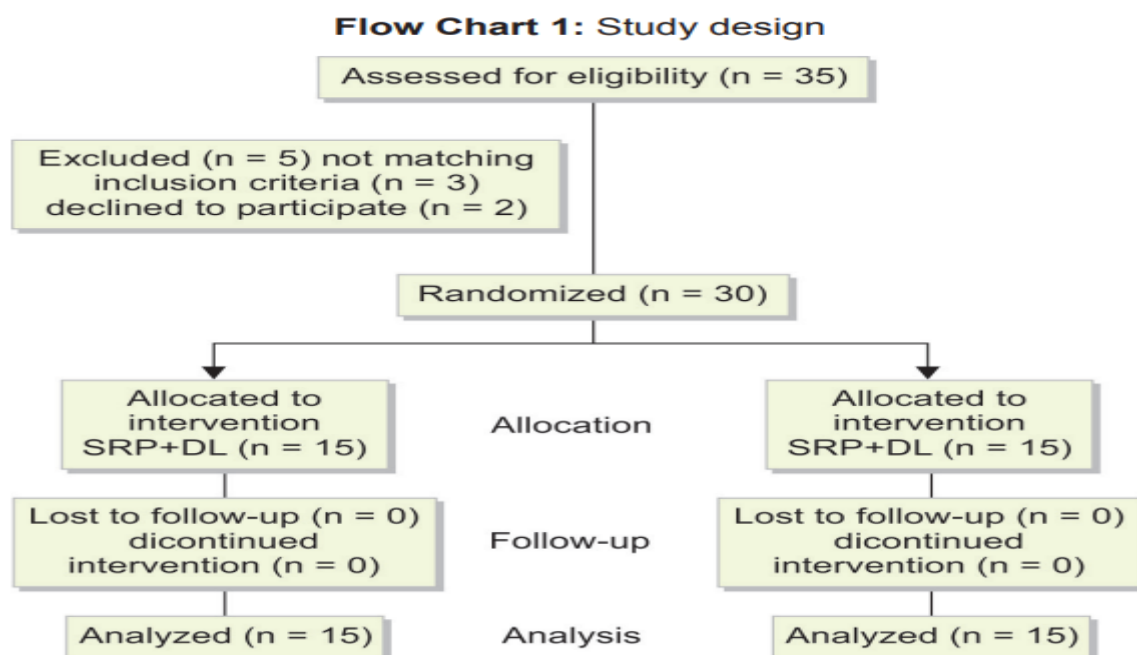 Flow Chart 1: Study design
Assessed for eligibility (n = 35)
Excluded (n = 5) not matching
inclusion criteria (n = 3)
declined to participate (n = 2)
Randomized (n = 30)
Allocated to
intervention
SRP+DL (n = 15)
Allocation
Allocated to
intervention
SRP+DL (n = 15)
Lost to follow-up (n = 0)
dicontinued
intervention (n = 0)
Follow-up
Lost to follow-up (n = 0)
dicontinued
intervention (n = 0)
Analyzed (n = 15)
Analysis
Analyzed (n = 15)